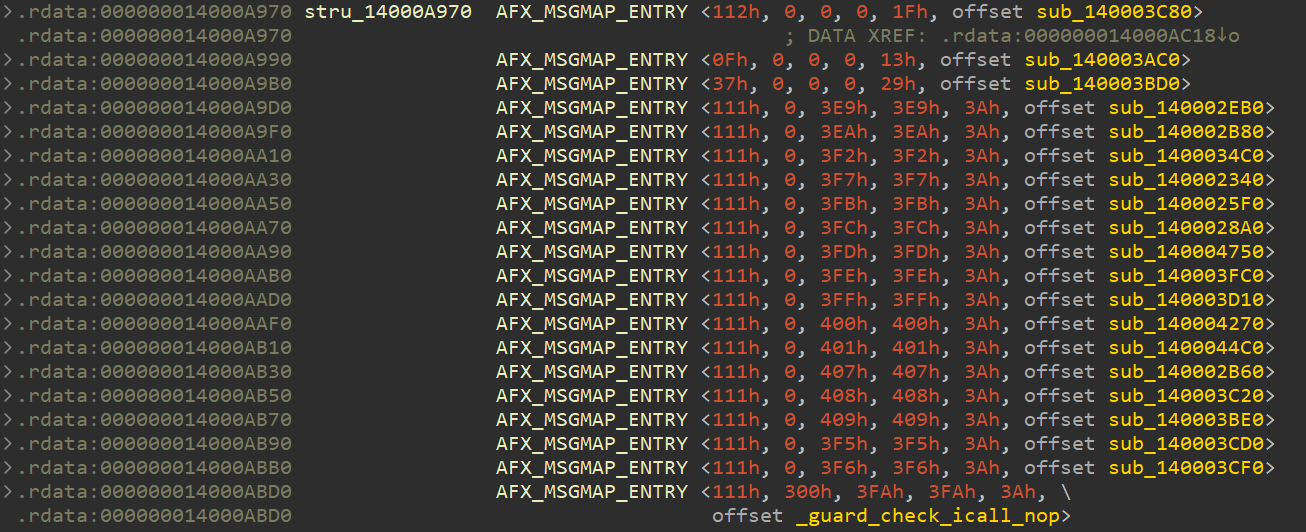 .rdata:000000014000A970 stru_14000A970 AFX_MSGMAP_ENTRY <112h, 0, 0, 0, 1Fh, offset sub_140003C80>
.rdata:000000014000A970 ; DATA XREF: .rdata:000000014000AC18↓o
.rdata:000000014000A990 AFX_MSGMAP_ENTRY <0Fh, 0, 0, 0, 13h, offset sub_140003AC0>
.rdata:000000014000A9B0 AFX_MSGMAP_ENTRY <37h, 0, 0, 0, 29h, offset sub_140003BD0>
.rdata:000000014000A9D0 AFX_MSGMAP_ENTRY <111h, 0, 3E9h, 3E9h, 3Ah, offset sub_140002EB0>
.rdata:000000014000A9F0 AFX_MSGMAP_ENTRY <111h, 0, 3EAh, 3EAh, 3Ah, offset sub_140002B80>
.rdata:000000014000AA10 AFX_MSGMAP_ENTRY <111h, 0, 3F2h, 3F2h, 3Ah, offset sub_1400034C0>
.rdata:000000014000AA30 AFX_MSGMAP_ENTRY <111h, 0, 3F7h, 3F7h, 3Ah, offset sub_140002340>
.rdata:000000014000AA50 AFX_MSGMAP_ENTRY <111h, 0, 3FBh, 3FBh, 3Ah, offset sub_1400025F0>
.rdata:000000014000AA70 AFX_MSGMAP_ENTRY <111h, 0, 3FCh, 3FCh, 3Ah, offset sub_1400028A0>
.rdata:000000014000AA90 AFX_MSGMAP_ENTRY <111h, 0, 3FDh, 3FDh, 3Ah, offset sub_140004750>
.rdata:000000014000AAB0 AFX_MSGMAP_ENTRY <111h, 0, 3FEh, 3FEh, 3Ah, offset sub_140003FC0>
.rdata:000000014000AAD0 AFX_MSGMAP_ENTRY <111h, 0, 3FFh, 3FFh, 3Ah, offset sub_140003D10>
.rdata:000000014000AAF0 AFX_MSGMAP_ENTRY <111h, 0, 400h, 400h, 3Ah, offset sub_140004270>
.rdata:000000014000AB10 AFX_MSGMAP_ENTRY <111h, 0, 401h, 401h, 3Ah, offset sub_1400044C0>
.rdata:000000014000AB30 AFX_MSGMAP_ENTRY <111h, 0, 407h, 407h, 3Ah, offset sub_140002B60>
.rdata:000000014000AB50 AFX_MSGMAP_ENTRY <111h, 0, 408h, 408h, 3Ah, offset sub_140003C20>
.rdata:000000014000AB70 AFX_MSGMAP_ENTRY <111h, 0, 409h, 409h, 3Ah, offset sub_140003BE0>
.rdata:000000014000AB90 AFX_MSGMAP_ENTRY <111h, 0, 3F5h, 3F5h, 3Ah, offset sub_140003CD0>
.rdata:000000014000ABB0 AFX_MSGMAP_ENTRY <111h, 0, 3F6h, 3F6h, 3Ah, offset sub_140003CF0>
.rdata:000000014000ABD0 AFX_MSGMAP_ENTRY <111h, 300h, 3FAh, 3FAh, 3Ah, \
.rdata:000000014000ABD0 offset _guard_check_icall_nop>